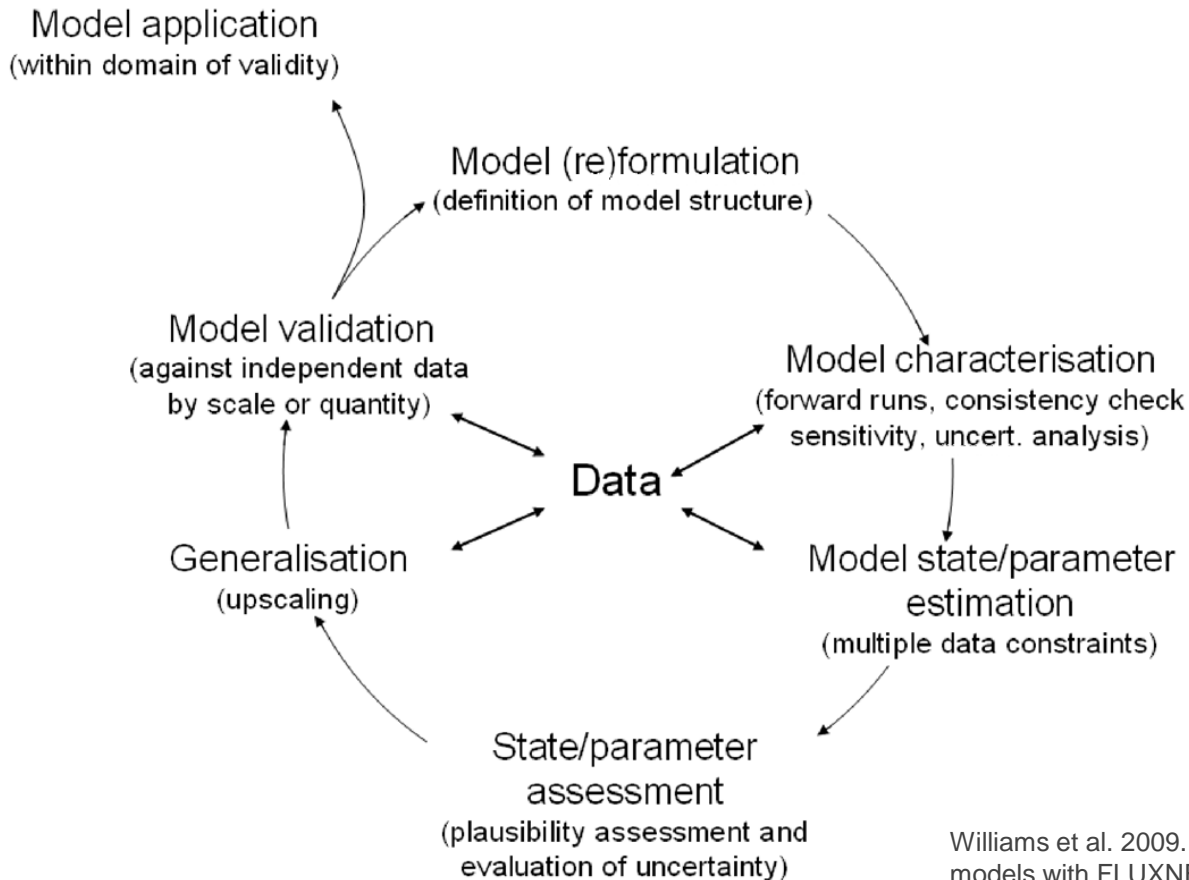 Model application
(within domain of validity)
Model (re)formulation
(definition of model structure)
Model validation
(against independent data
by scale or quantity)
Model characterisation
(forward runs, consistency check
sensitivity, uncert. analysis)
Data
Generalisation
(upscaling)
Model state/parameter
estimation
(multiple data constraints)
State/parameter
assessment
(plausibility assessment and
evaluation of uncertainty)
Williams et al. 2009.
models with